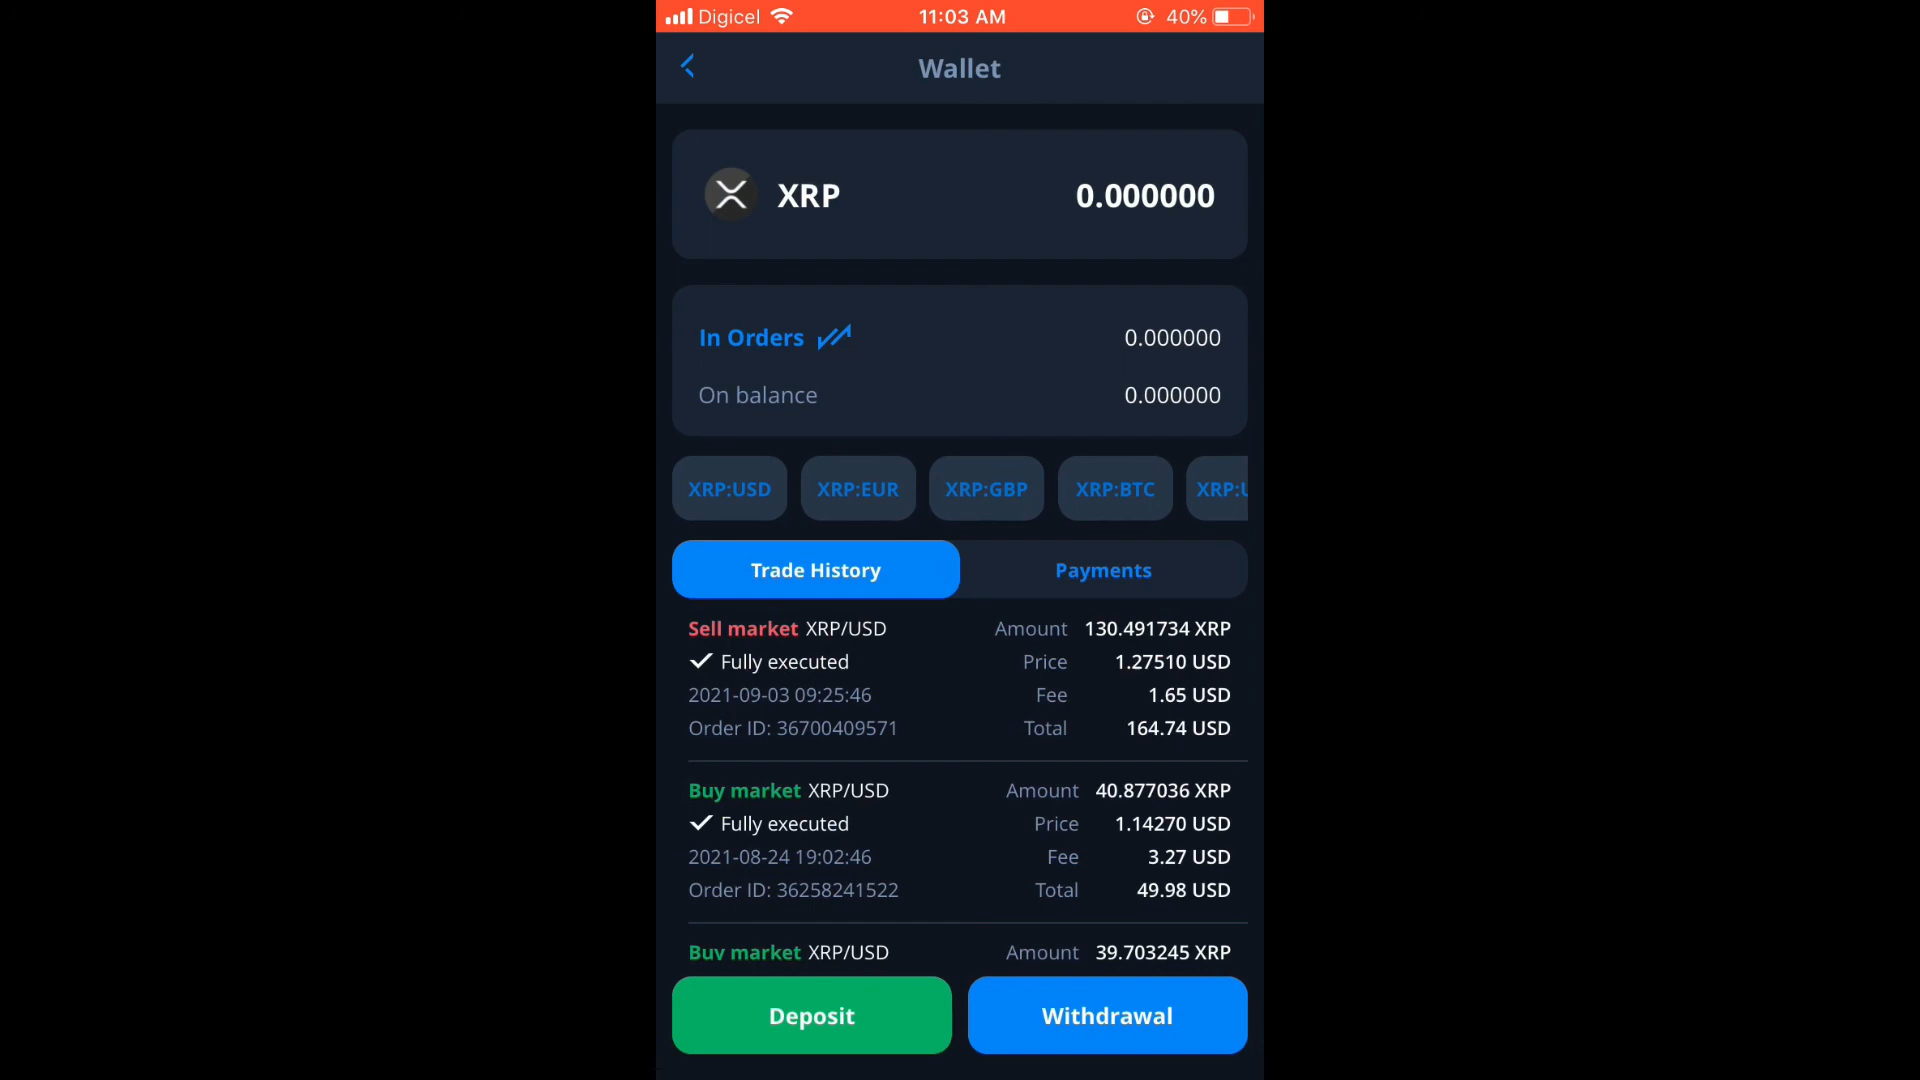 Digicel 11:03 AM 40%
Wallet
XRP 0.000000
In Orders 0.000000
On balance 0.000000
XRP:USD XRP:EUR XRP:GBP XRP:BTC XRP:U
Trade History Payments
Sell market XRP/USD Amount 130.491734 XRP
Fully executed Price 1.27510 USD
2021-09-03 09:25:46 Fee 1.65 USD
Order ID: 36700409571 Total 164.74 USD
Buy market XRP/USD Amount 40.877036 XRP
Fully executed Price 1.14270 USD
2021-08-24 19:02:46 Fee 3.27 USD
Order ID: 36258241522 Total 49.98 USD
Buy market XRP/USD Amount 39.703245 XRP
Deposit Withdrawal